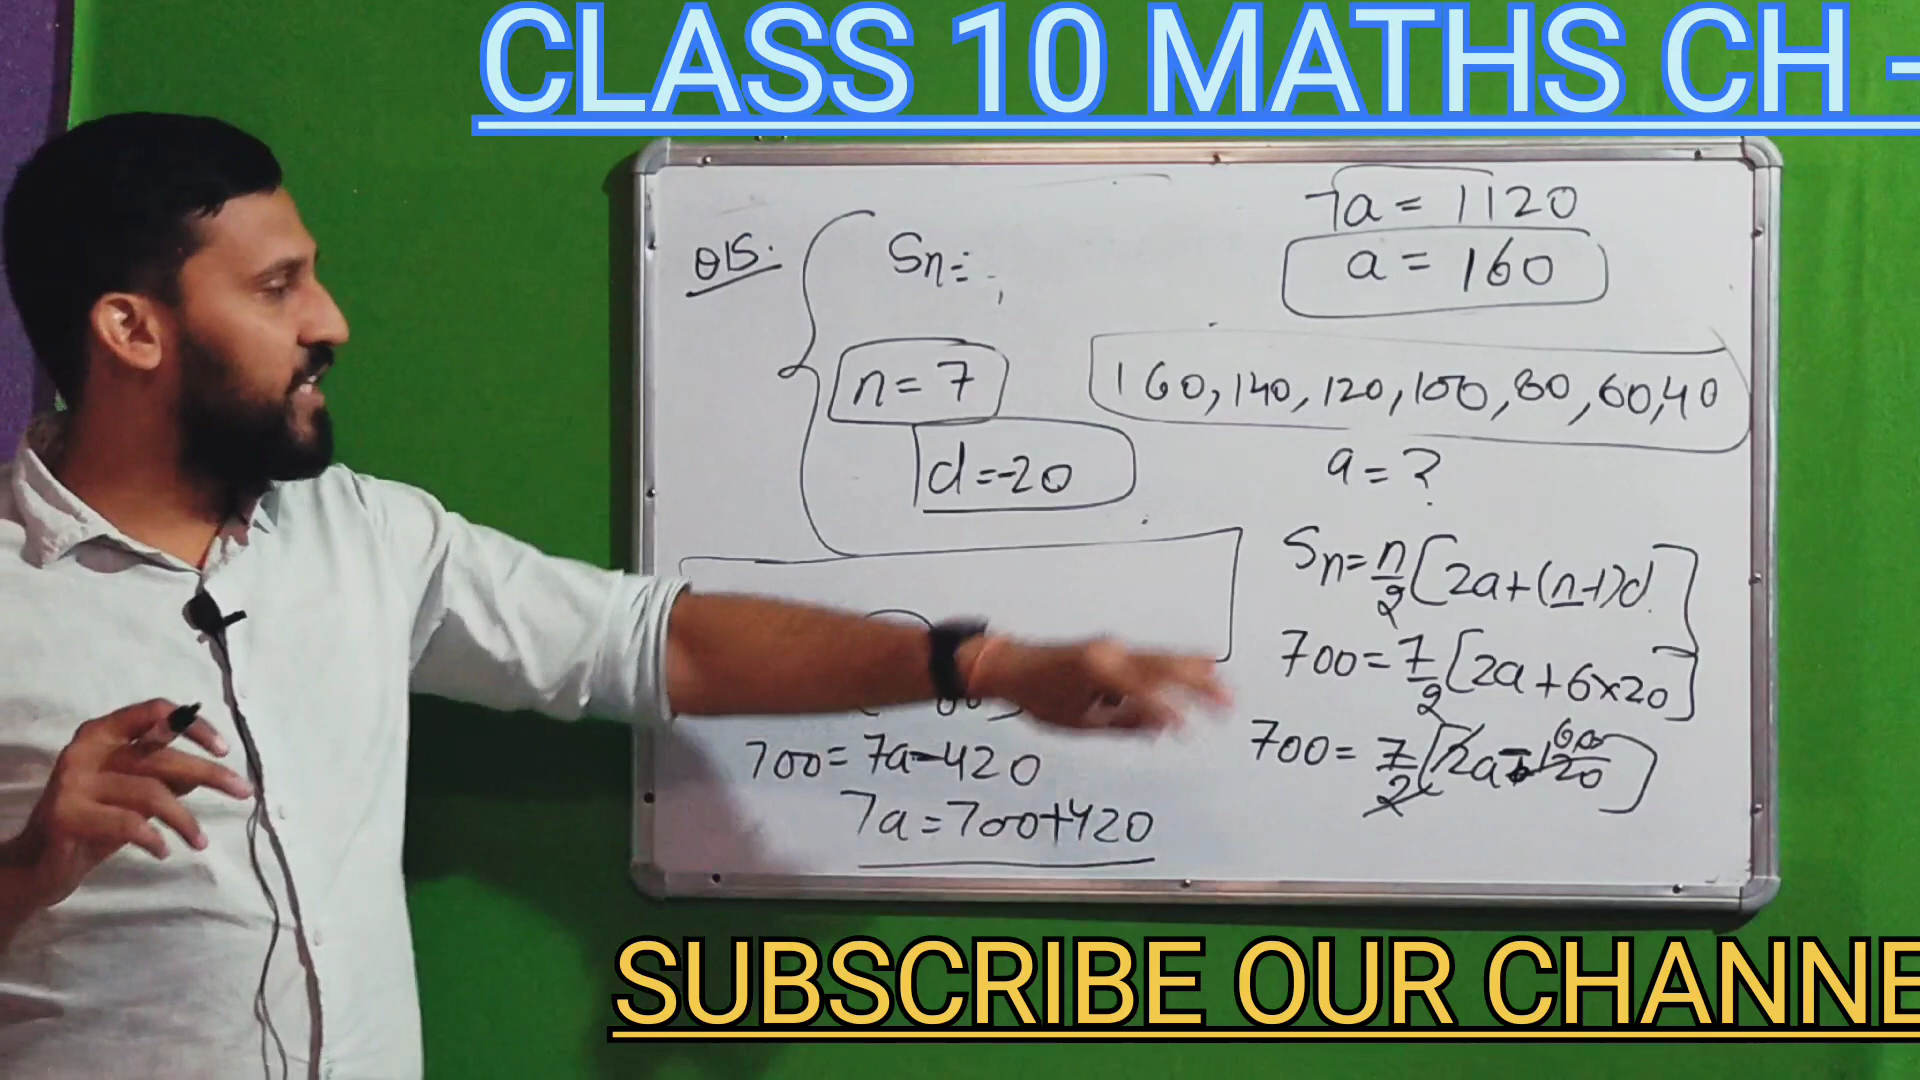 CLASS 10 MATHS CH -
Q15.
Sn=
n = 7
d = -20
700 = 7a - 420
7a = 700+420
7a = 1120
a = 160
160, 140, 120, 100, 80, 60, 40
a = ?
Sn = n/2 [2a + (n-1)d]
700 = 7/2 [2a + 6 × 20]
700 = 7/2 [2a - 120]
60
SUBSCRIBE OUR CHANNE